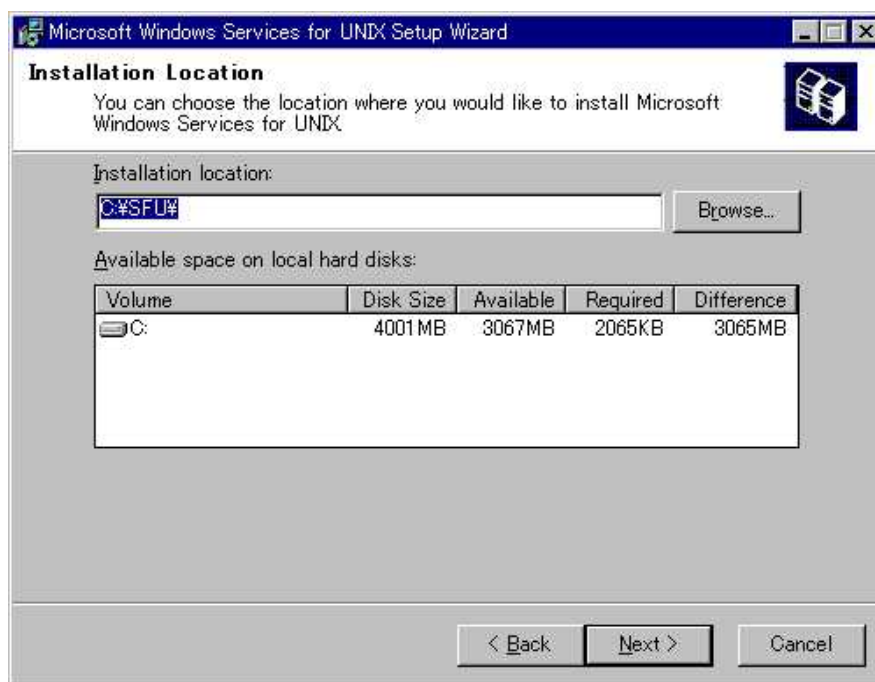 Microsoft Windows Services for UNIX Setup Wizard
Installation Location
You can choose the location where you would like to install Microsoft
Windows Services for UNIX.
Installation location:
C:¥SFU¥
Browse...
Available space on local hard disks:
Volume Disk Size Available Required Difference
C: 4001MB 3067MB 2065KB 3065MB
< Back Next > Cancel